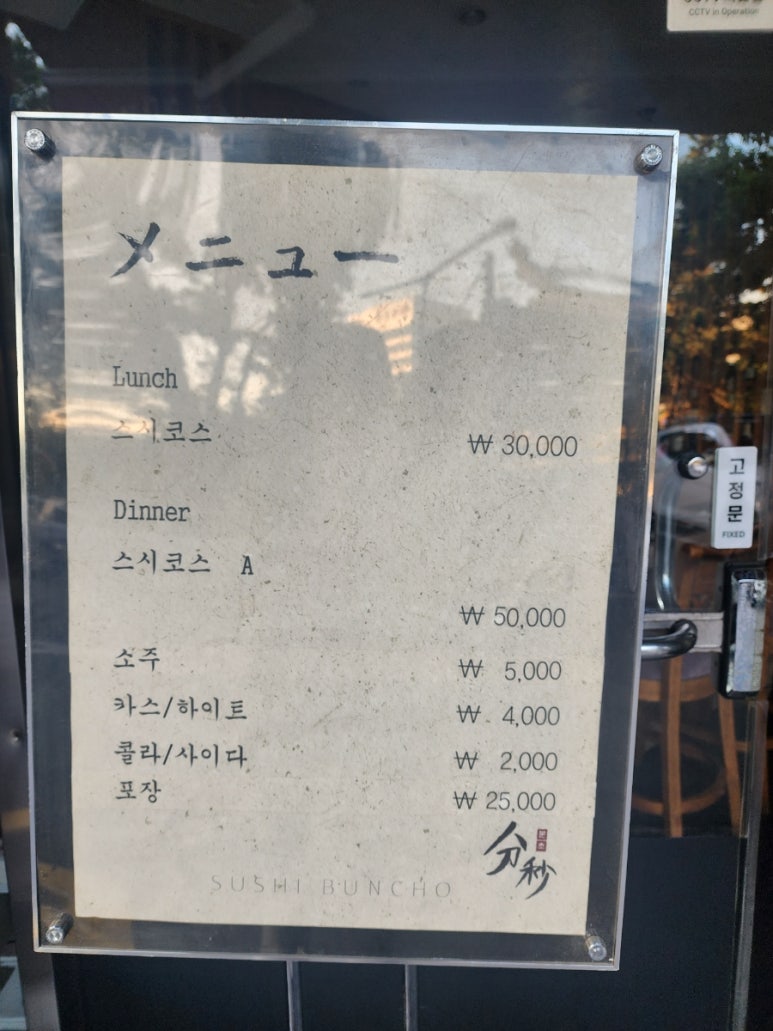 CCTV in Operation
メニュー
Lunch
스시코스 ₩ 30,000
Dinner
스시코스 A
₩ 50,000
소주 ₩ 5,000
카스/하이트 ₩ 4,000
콜라/사이다 ₩ 2,000
포장 ₩ 25,000
分秒
SUSHI BUNCHO
고정문
FIXED